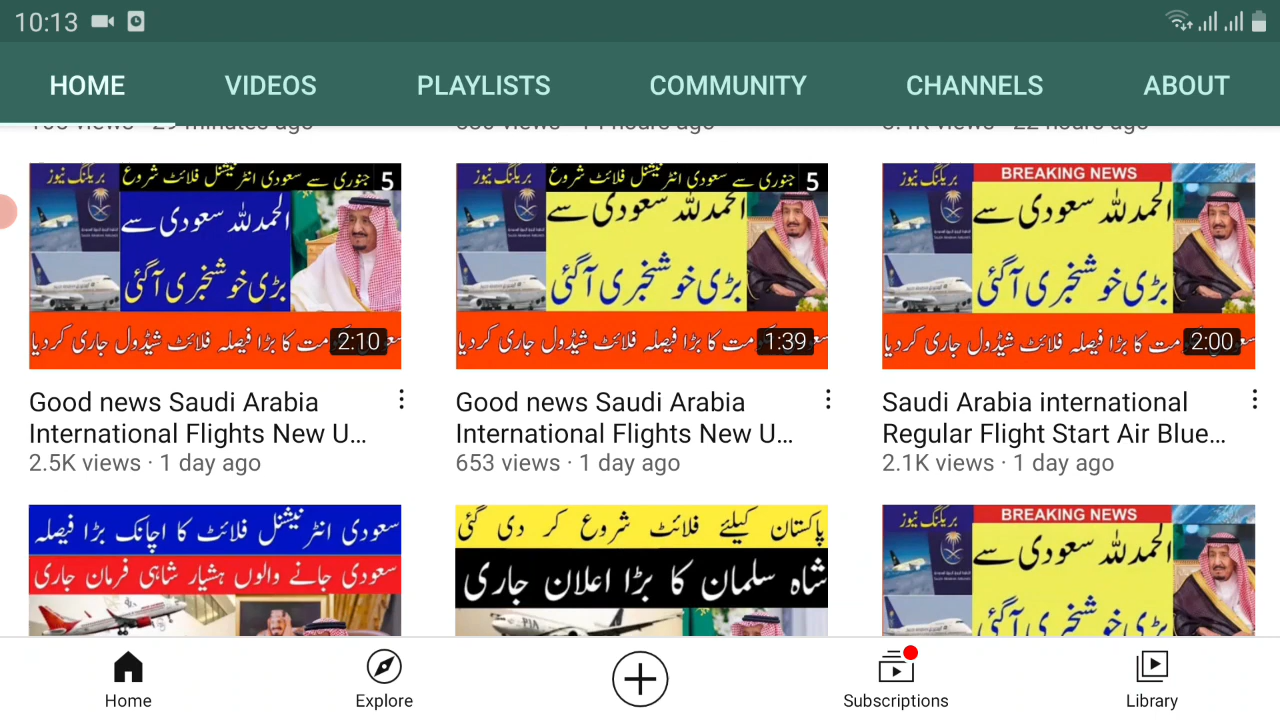 10:13
HOME VIDEOS PLAYLISTS COMMUNITY CHANNELS ABOUT
بریکنگ نیوز
5 جنوری سے سعودی انٹرنیشنل فلائٹ شروع
الحمدللہ سعودی سے
بڑی خوشخبری آگئی
مت کا بڑا فیصلہ فلائٹ شیڈول جاری کردیا
2:10
بریکنگ نیوز
5 جنوری سے سعودی انٹرنیشنل فلائٹ شروع
الحمدللہ سعودی سے
بڑی خوشخبری آگئی
مت کا بڑا فیصلہ فلائٹ شیڈول جاری کردیا
1:39
بریکنگ نیوز
BREAKING NEWS
الحمدللہ سعودی سے
بڑی خوشخبری آگئی
مت کا بڑا فیصلہ فلائٹ شیڈول جاری کردیا
2:00
Good news Saudi Arabia
International Flights New U...
2.5K views · 1 day ago
Good news Saudi Arabia
International Flights New U...
653 views · 1 day ago
Saudi Arabia international
Regular Flight Start Air Blue...
2.1K views · 1 day ago
سعودی انٹرنیشنل فلائٹ کا اچانک بڑا فیصلہ
سعودی جانے والوں ہشیار شاہی فرمان جاری
پاکستان کیلئے فلائٹ شروع کر دی گئی
شاہ سلمان کا بڑا اعلان جاری
PIA
بریکنگ نیوز
BREAKING NEWS
الحمدللہ سعودی سے
بڑی خوشخبری آگئی
Home Explore Subscriptions Library